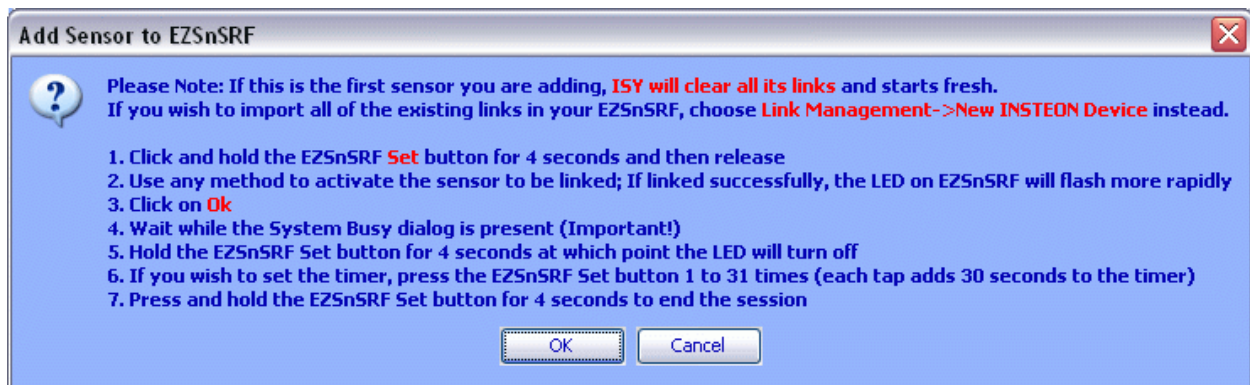 Add Sensor to EZSnSRF
Please Note: If this is the first sensor you are adding, ISY will clear all its links and starts fresh.
If you wish to import all of the existing links in your EZSnSRF, choose Link Management->New INSTEON Device instead.
1. Click and hold the EZSnSRF Set button for 4 seconds and then release
2. Use any method to activate the sensor to be linked; If linked successfully, the LED on EZSnSRF will flash more rapidly
3. Click on Ok
4. Wait while the System Busy dialog is present (Important!)
5. Hold the EZSnSRF Set button for 4 seconds at which point the LED will turn off
6. If you wish to set the timer, press the EZSnSRF Set button 1 to 31 times (each tap adds 30 seconds to the timer)
7. Press and hold the EZSnSRF Set button for 4 seconds to end the session
OK Cancel